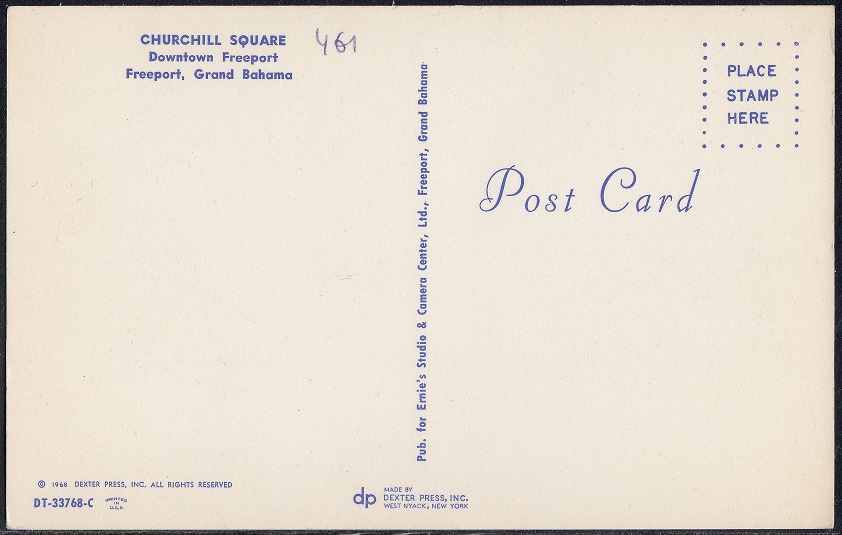 CHURCHILL SQUARE
Downtown Freeport
Freeport, Grand Bahama
461
Pub. for Ernie's Studio & Camera Center, Ltd., Freeport, Grand Bahama
PLACE
STAMP
HERE
Post Card
© 1968 DEXTER PRESS, INC. ALL RIGHTS RESERVED
DT-33768-C
PRINTED
IN
U.S.A.
dp
MADE BY
DEXTER PRESS, INC.
WEST NYACK, NEW YORK